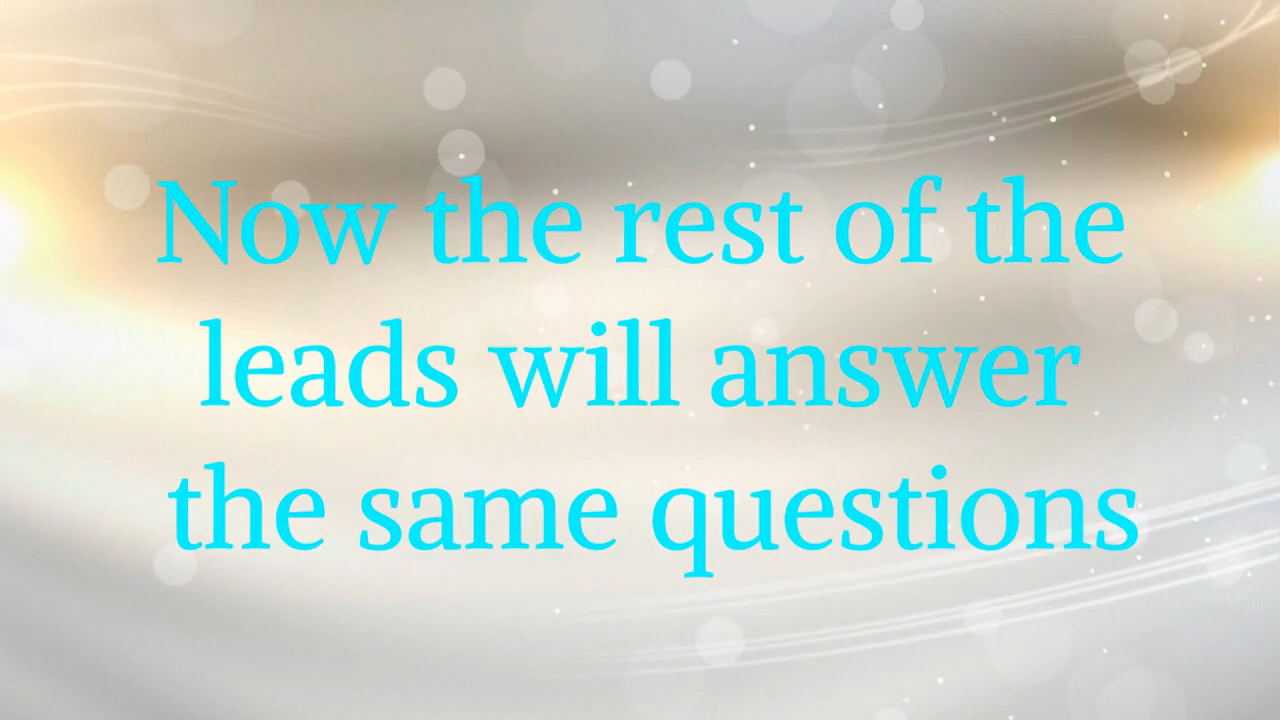 Now the rest of the
leads will answer
the same questions